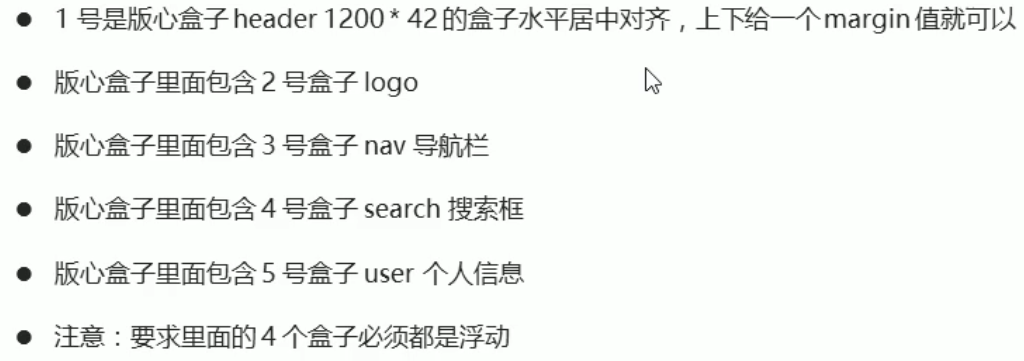 ● 1 号是版心盒子 header 1200 * 42 的盒子水平居中对齐，上下给一个 margin 值就可以
● 版心盒子里面包含 2 号盒子 logo
● 版心盒子里面包含 3 号盒子 nav 导航栏
● 版心盒子里面包含 4 号盒子 search 搜索框
● 版心盒子里面包含 5 号盒子 user 个人信息
● 注意：要求里面的 4 个盒子必须都是浮动